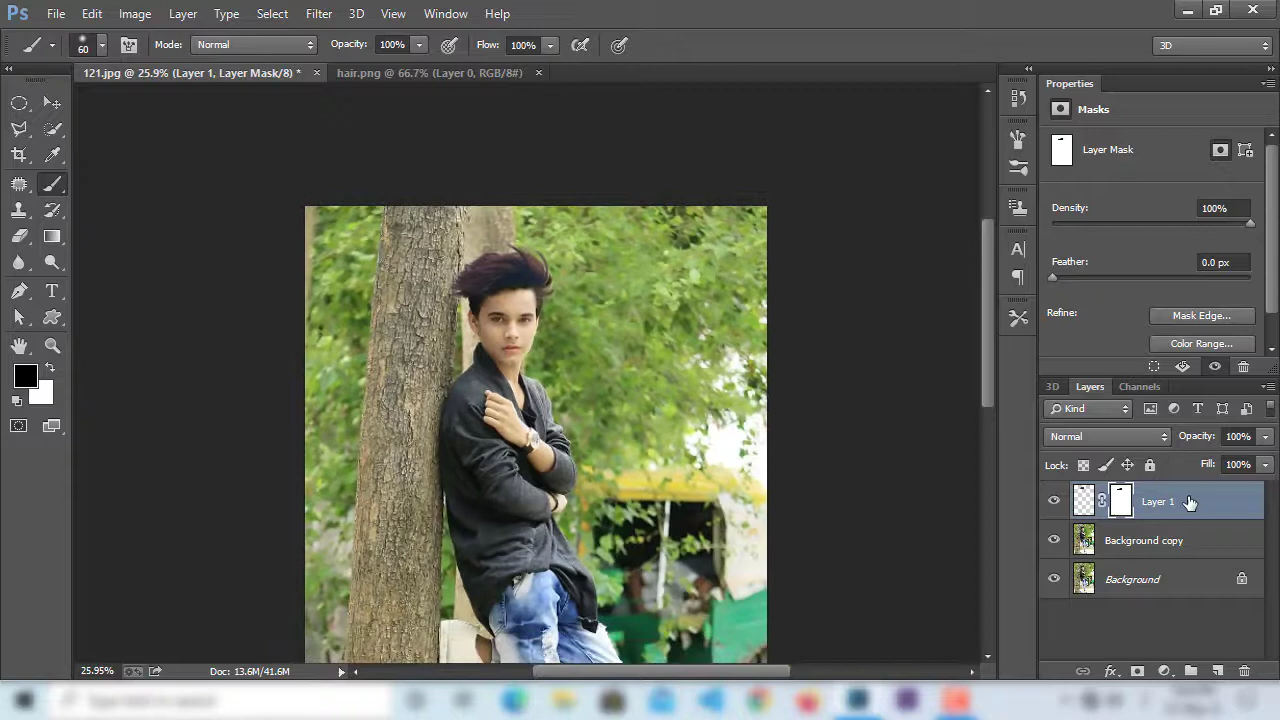 Ps File Edit Image Layer Type Select Filter 3D View Window Help
60 Mode: Normal Opacity: 100% Flow: 100% 3D
121.jpg @ 25.9% (Layer 1, Layer Mask/8) * × hair.png @ 66.7% (Layer 0, RGB/8#) ×
Properties
Masks
Layer Mask
Density: 100%
Feather: 0.0 px
Refine: Mask Edge...
Color Range...
3D Layers Channels
Kind
Normal Opacity: 100%
Lock: Fill: 100%
Layer 1
Background copy
Background
25.95% Doc: 13.6M/41.6M